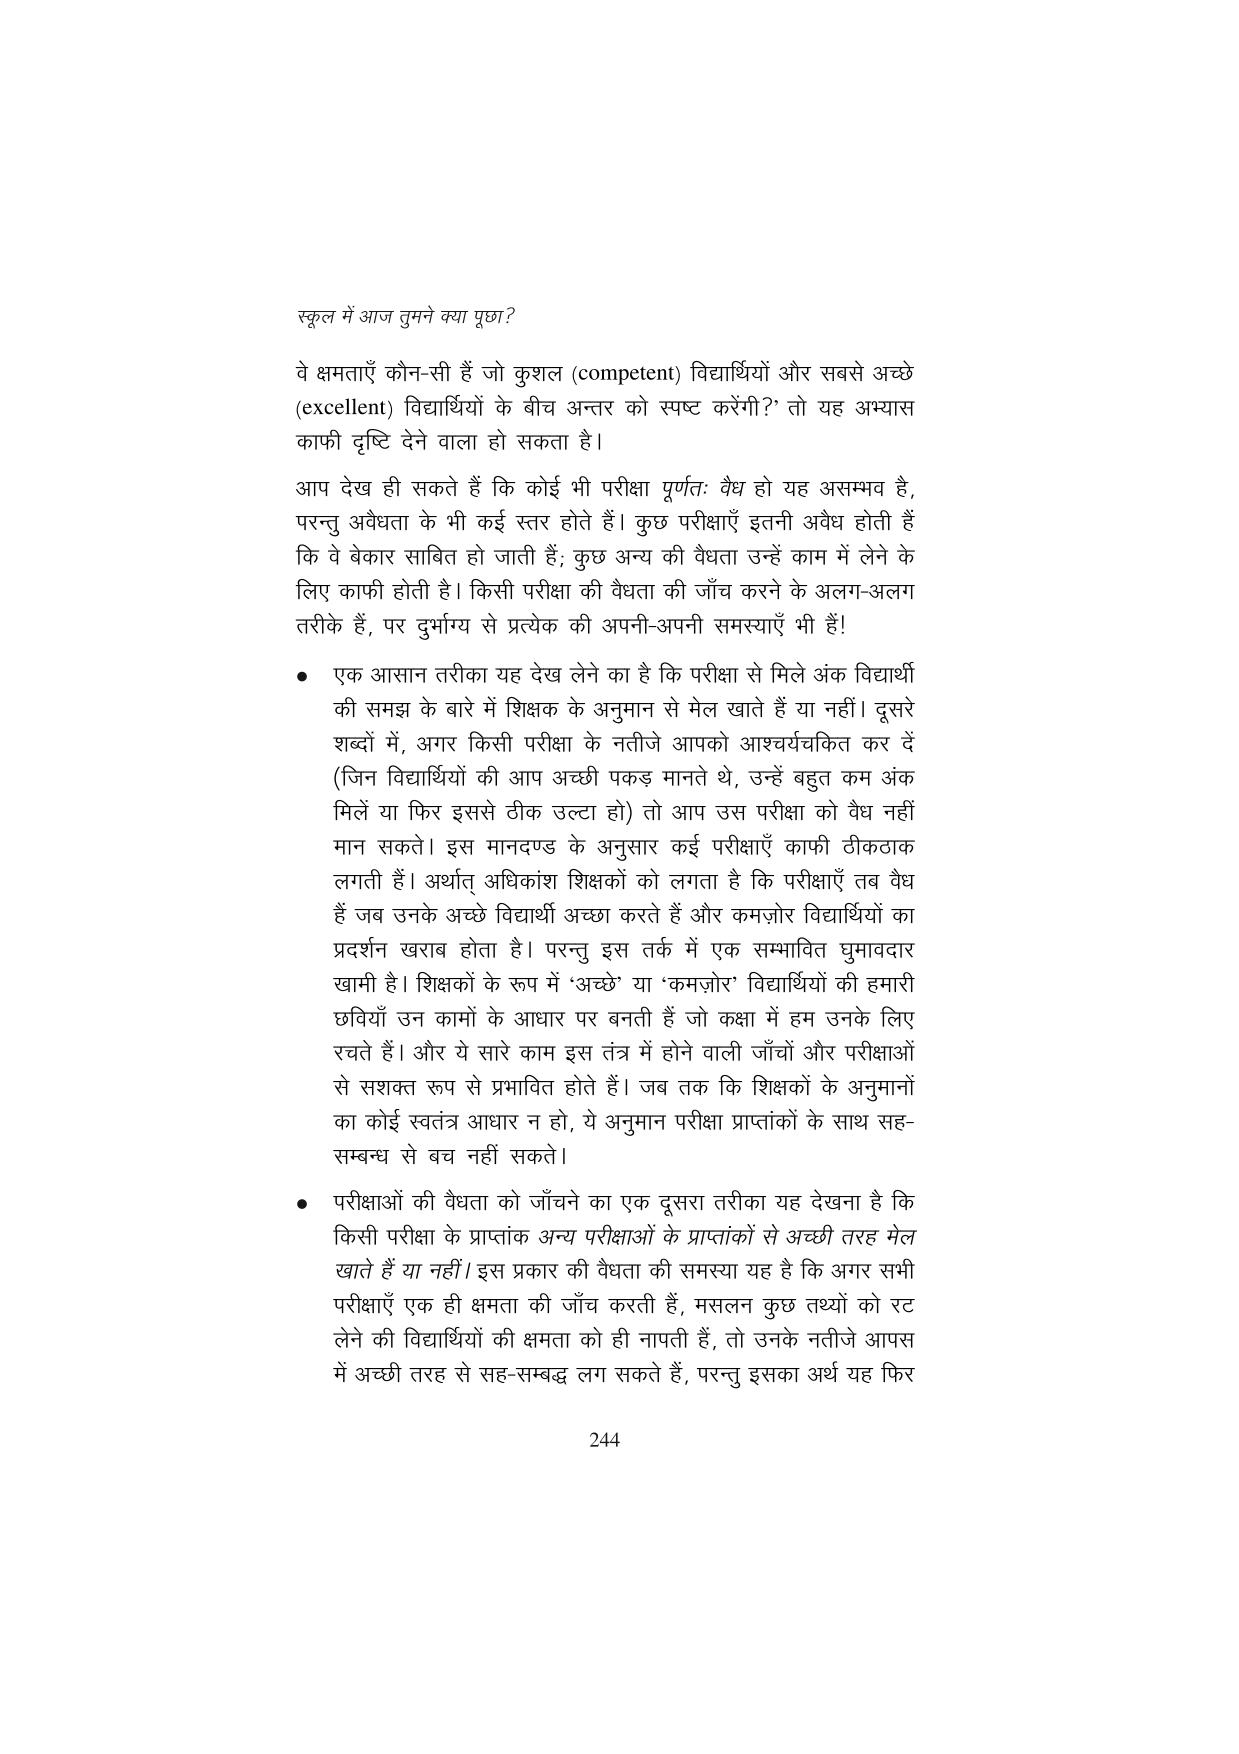 स्कूल में आज तुमने क्या पूछा?
वे क्षमताएँ कौन-सी हैं जो कुशल (competent) विद्यार्थियों और सबसे अच्छे
(excellent) विद्यार्थियों के बीच अन्तर को स्पष्ट करेंगी?’ तो यह अभ्यास
काफी दृष्टि देने वाला हो सकता है।
आप देख ही सकते हैं कि कोई भी परीक्षा पूर्णतः वैध हो यह असम्भव है,
परन्तु अवैधता के भी कई स्तर होते हैं। कुछ परीक्षाएँ इतनी अवैध होती हैं
कि वे बेकार साबित हो जाती हैं; कुछ अन्य की वैधता उन्हें काम में लेने के
लिए काफी होती है। किसी परीक्षा की वैधता की जाँच करने के अलग-अलग
तरीके हैं, पर दुर्भाग्य से प्रत्येक की अपनी-अपनी समस्याएँ भी हैं!
● एक आसान तरीका यह देख लेने का है कि परीक्षा से मिले अंक विद्यार्थी
की समझ के बारे में शिक्षक के अनुमान से मेल खाते हैं या नहीं। दूसरे
शब्दों में, अगर किसी परीक्षा के नतीजे आपको आश्चर्यचकित कर दें
(जिन विद्यार्थियों की आप अच्छी पकड़ मानते थे, उन्हें बहुत कम अंक
मिलें या फिर इससे ठीक उल्टा हो) तो आप उस परीक्षा को वैध नहीं
मान सकते। इस मानदण्ड के अनुसार कई परीक्षाएँ काफी ठीकठाक
लगती हैं। अर्थात् अधिकांश शिक्षकों को लगता है कि परीक्षाएँ तब वैध
हैं जब उनके अच्छे विद्यार्थी अच्छा करते हैं और कमज़ोर विद्यार्थियों का
प्रदर्शन खराब होता है। परन्तु इस तर्क में एक सम्भावित घुमावदार
खामी है। शिक्षकों के रूप में ‘अच्छे’ या ‘कमज़ोर’ विद्यार्थियों की हमारी
छवियाँ उन कामों के आधार पर बनती हैं जो कक्षा में हम उनके लिए
रचते हैं। और ये सारे काम इस तंत्र में होने वाली जाँचों और परीक्षाओं
से सशक्त रूप से प्रभावित होते हैं। जब तक कि शिक्षकों के अनुमानों
का कोई स्वतंत्र आधार न हो, ये अनुमान परीक्षा प्राप्तांकों के साथ सह-
सम्बन्ध से बच नहीं सकते।
● परीक्षाओं की वैधता को जाँचने का एक दूसरा तरीका यह देखना है कि
किसी परीक्षा के प्राप्तांक अन्य परीक्षाओं के प्राप्तांकों से अच्छी तरह मेल
खाते हैं या नहीं। इस प्रकार की वैधता की समस्या यह है कि अगर सभी
परीक्षाएँ एक ही क्षमता की जाँच करती हैं, मसलन कुछ तथ्यों को रट
लेने की विद्यार्थियों की क्षमता को ही नापती हैं, तो उनके नतीजे आपस
में अच्छी तरह से सह-सम्बद्ध लग सकते हैं, परन्तु इसका अर्थ यह फिर
244